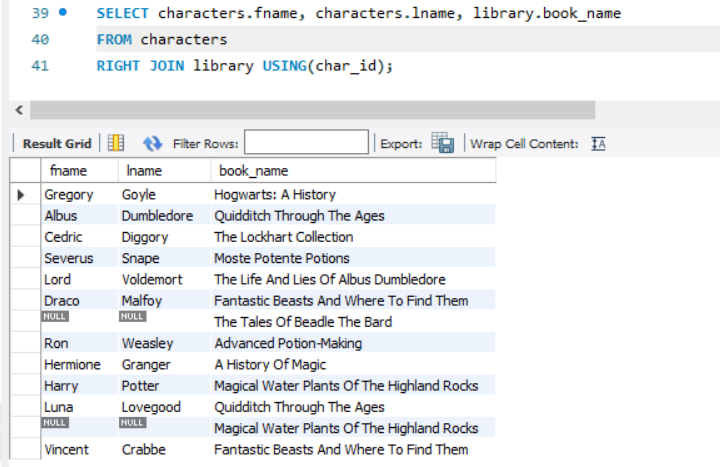 39 SELECT characters.fname, characters.lname, library.book_name
40 FROM characters
41 RIGHT JOIN library USING(char_id);
Result Grid Filter Rows: Export: Wrap Cell Content: IA
fname lname book_name
Gregory Goyle Hogwarts: A History
Albus Dumbledore Quidditch Through The Ages
Cedric Diggory The Lockhart Collection
Severus Snape Moste Potente Potions
Lord Voldemort The Life And Lies Of Albus Dumbledore
Draco Malfoy Fantastic Beasts And Where To Find Them
NULL NULL The Tales Of Beadle The Bard
Ron Weasley Advanced Potion-Making
Hermione Granger A History Of Magic
Harry Potter Magical Water Plants Of The Highland Rocks
Luna Lovegood Quidditch Through The Ages
NULL NULL Magical Water Plants Of The Highland Rocks
Vincent Crabbe Fantastic Beasts And Where To Find Them